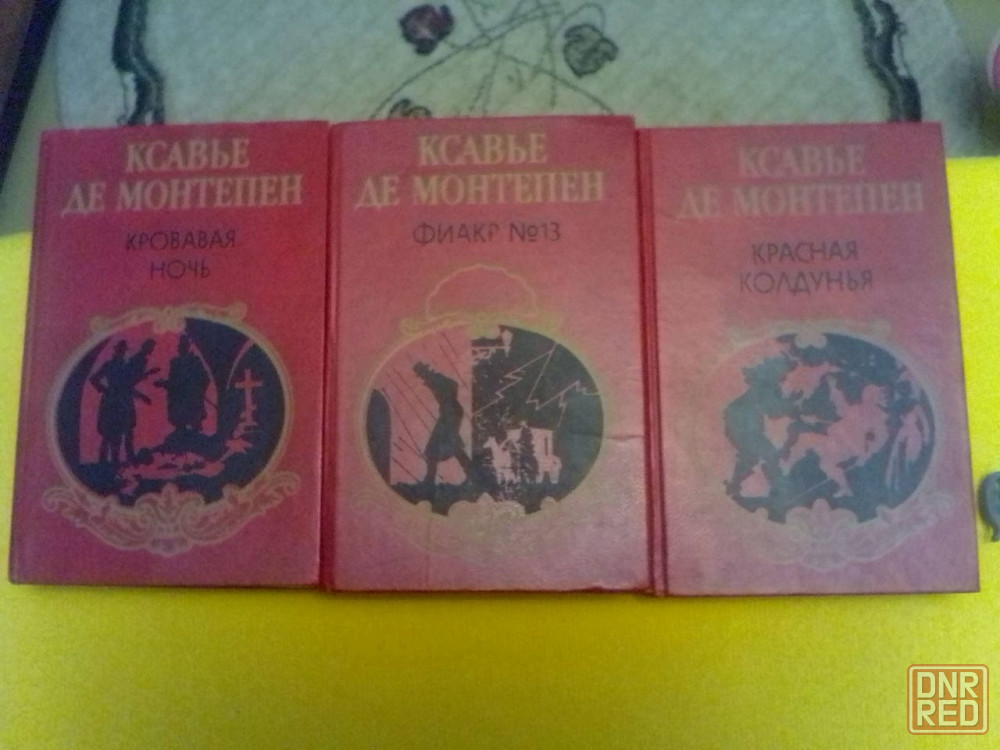 КСАВЬЕ
ДЕ МОНТЕПЕН
КРОВАВАЯ
НОЧЬ
КСАВЬЕ
ДЕ МОНТЕПЕН
ФИАКР №13
КСАВЬЕ
ДЕ МОНТЕПЕН
КРАСНАЯ
КОЛДУНЬЯ
DNR
RED